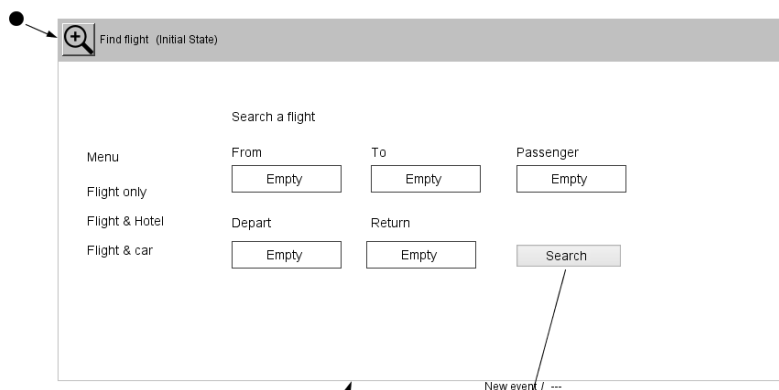 Find flight (Initial State)
Search a flight
Menu
From To Passenger
Empty Empty Empty
Flight only
Flight & Hotel
Depart Return
Flight & car
Empty Empty Search
New event / ---